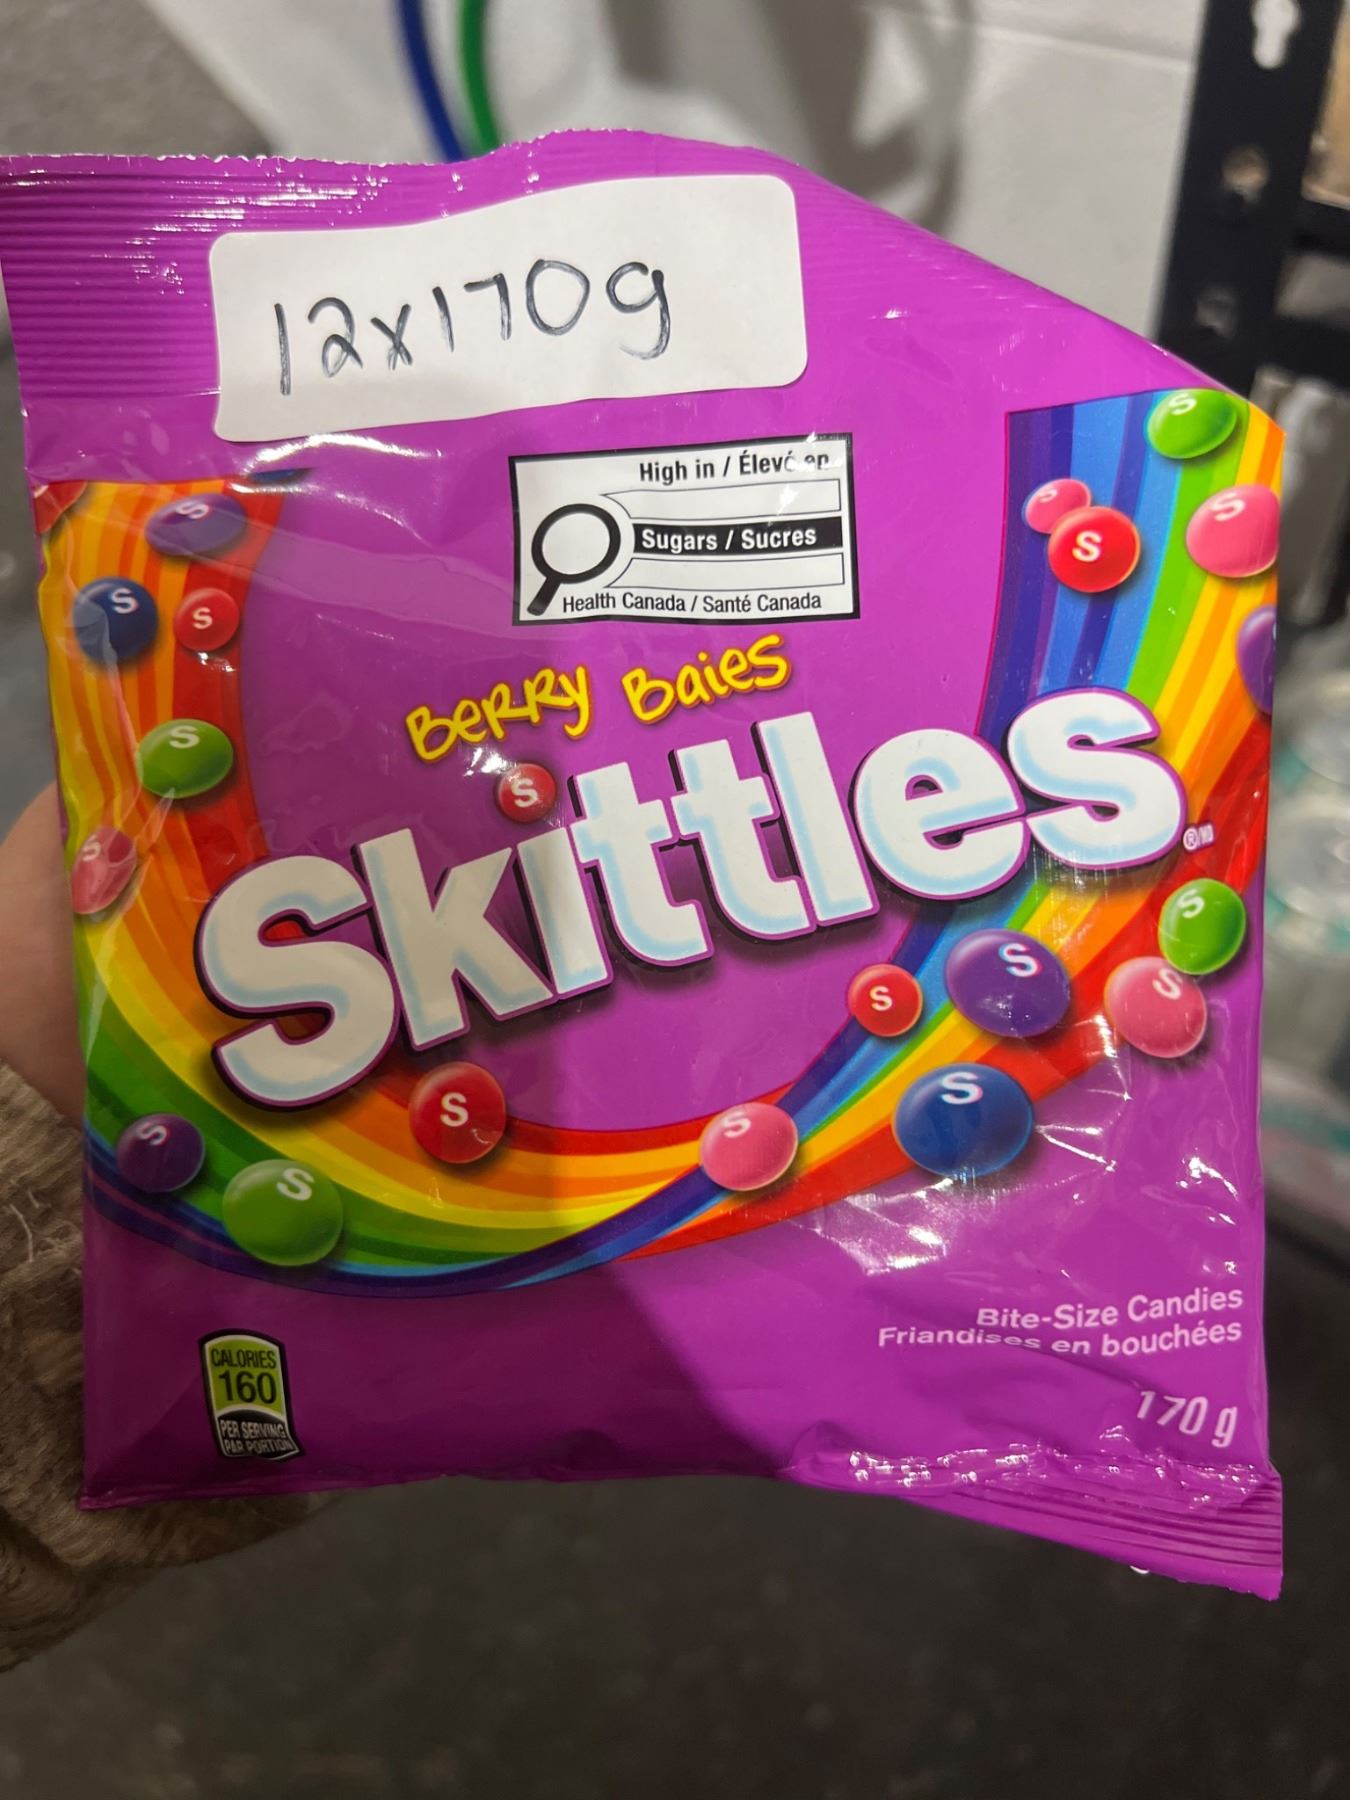 12x170g
High in / Élevé en
Sugars / Sucres
Health Canada / Santé Canada
Berry Baies
Skittles
®MD
Bite-Size Candies
Friandises en bouchées
170 g
CALORIES
160
PER SERVING
PAR PORTION